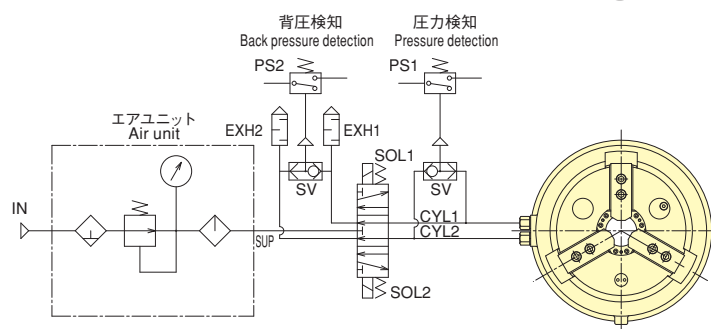 背圧検知
Back pressure detection
圧力検知
Pressure detection
PS2
PS1
エアユニット
Air unit
EXH2
EXH1
SOL1
SV
SV
IN
CYL1
CYL2
SUP
SOL2